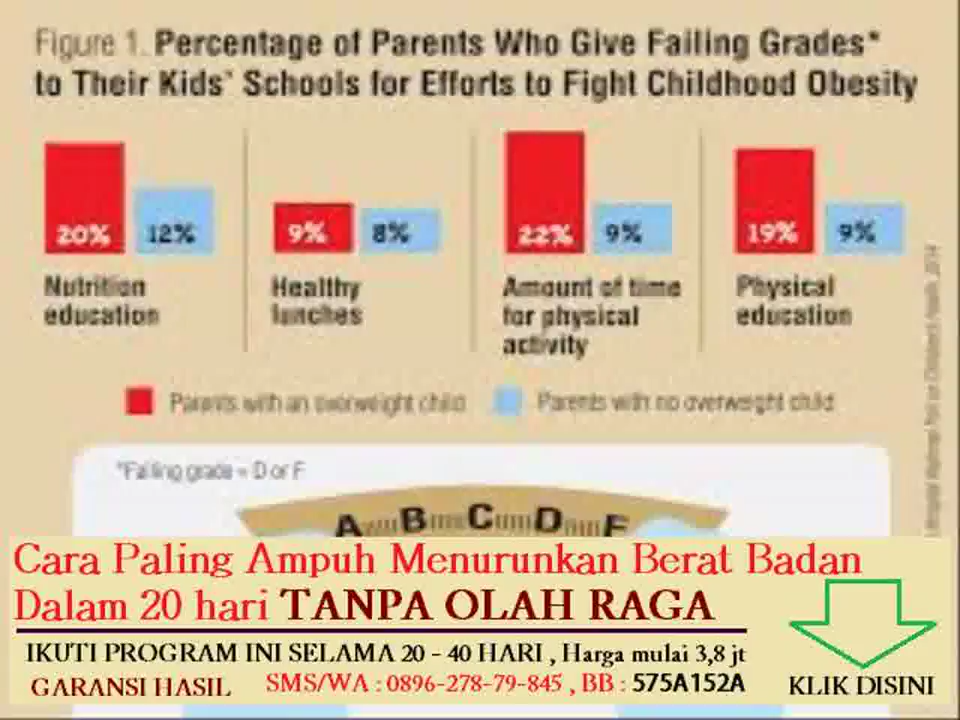 Figure 1. Percentage of Parents Who Give Failing Grades*
to Their Kids' Schools for Efforts to Fight Childhood Obesity
20% 12% 9% 8% 22% 9% 19% 9%
Nutrition education
Healthy lunches
Amount of time for physical activity
Physical education
Parents with an overweight child Parents with no overweight child
*Failing grade = D or F
A B C D F
Cara Paling Ampuh Menurunkan Berat Badan
Dalam 20 hari TANPA OLAH RAGA
IKUTI PROGRAM INI SELAMA 20 - 40 HARI , Harga mulai 3,8 jt
GARANSI HASIL SMS/WA : 0896-278-79-845 , BB : 575A152A
KLIK DISINI